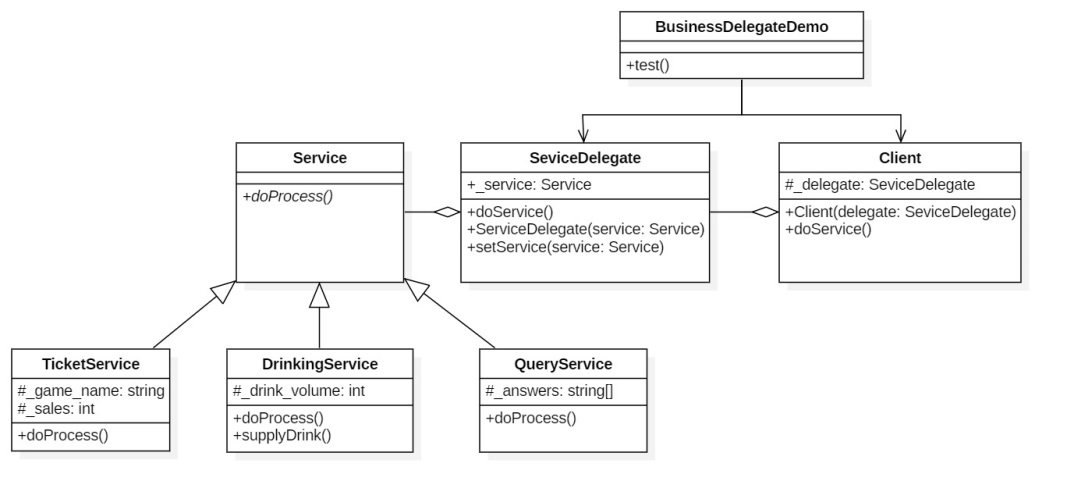 BusinessDelegateDemo
+test()
Service
+doProcess()
SeviceDelegate
+_service: Service
+doService()
+ServiceDelegate(service: Service)
+setService(service: Service)
Client
#_delegate: SeviceDelegate
+Client(delegate: SeviceDelegate)
+doService()
TicketService
#_game_name: string
#_sales: int
+doProcess()
DrinkingService
#_drink_volume: int
+doProcess()
+supplyDrink()
QueryService
#_answers: string[]
+doProcess()